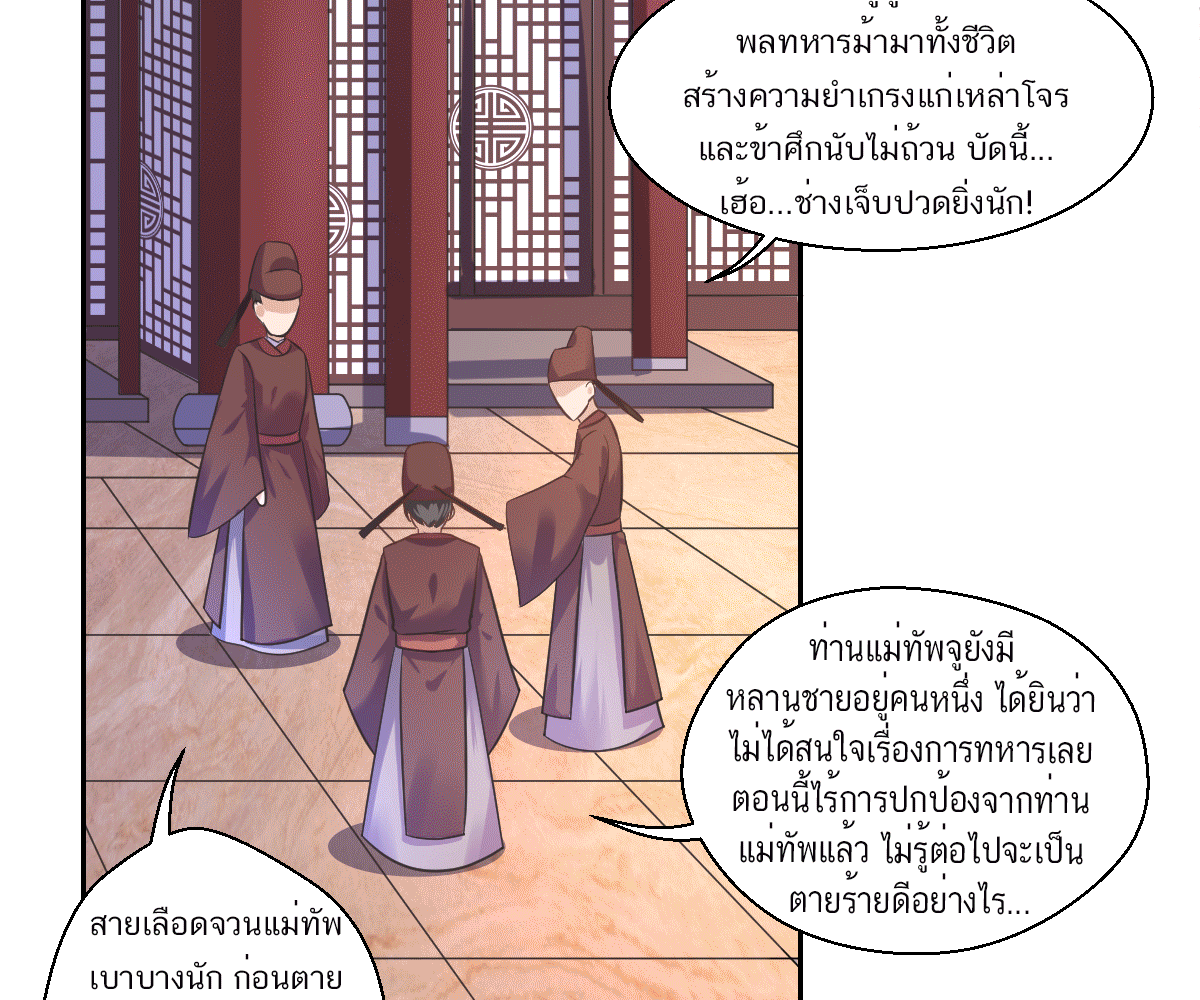 พลทหารม้ามาทั้งชีวิต
สร้างความยำเกรงแก่เหล่าโจร
และข้าศึกนับไม่ถ้วน บัดนี้...
เฮ้อ...ช่างเจ็บปวดยิ่งนัก!
ท่านแม่ทัพจูยังมี
หลานชายอยู่คนหนึ่ง ได้ยินว่า
ไม่ได้สนใจเรื่องการทหารเลย
ตอนนี้ไร้การปกป้องจากท่าน
แม่ทัพแล้ว ไม่รู้ต่อไปจะเป็น
ตายร้ายดีอย่างไร...
สายเลือดจวนแม่ทัพ
เบาบางนัก ก่อนตาย